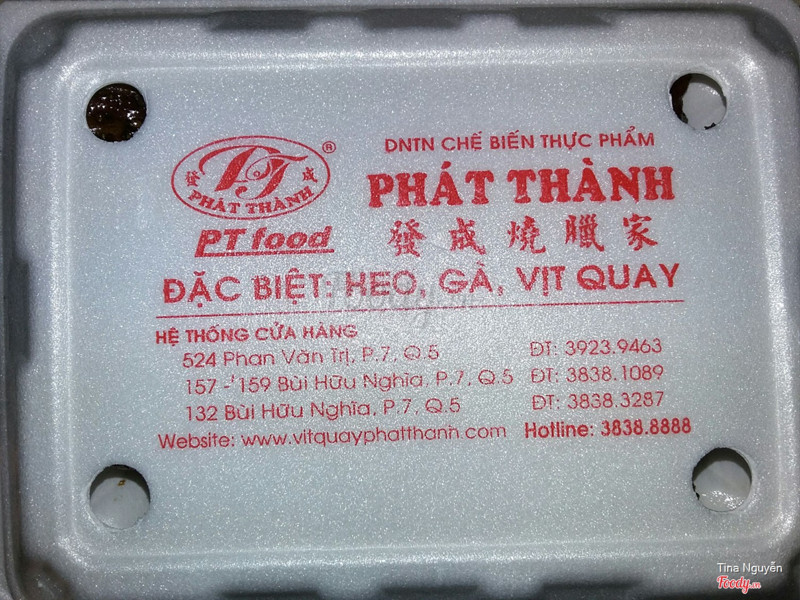 DNTN CHẾ BIẾN THỰC PHẨM
PT
發 成
PHÁT THÀNH
®
PT food
PHÁT THÀNH
發成燒臘家
ĐẶC BIỆT: HEO, GÀ, VỊT QUAY
HỆ THỐNG CỬA HÀNG
524 Phan Văn Trị, P.7, Q.5 ĐT: 3923.9463
157 - 159 Bùi Hữu Nghĩa, P.7, Q.5 ĐT: 3838.1089
132 Bùi Hữu Nghĩa, P.7, Q.5 ĐT: 3838.3287
Website: www.vitquayphatthanh.com Hotline: 3838.8888
Tina Nguyễn
Foody.vn